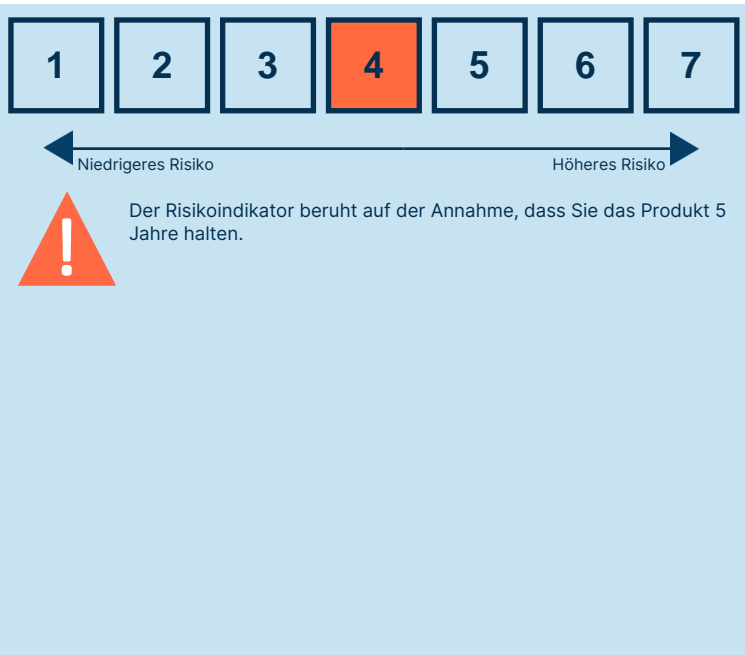 1 2 3 4 5 6 7
Niedrigeres Risiko Höheres Risiko
Der Risikoindikator beruht auf der Annahme, dass Sie das Produkt 5
Jahre halten.